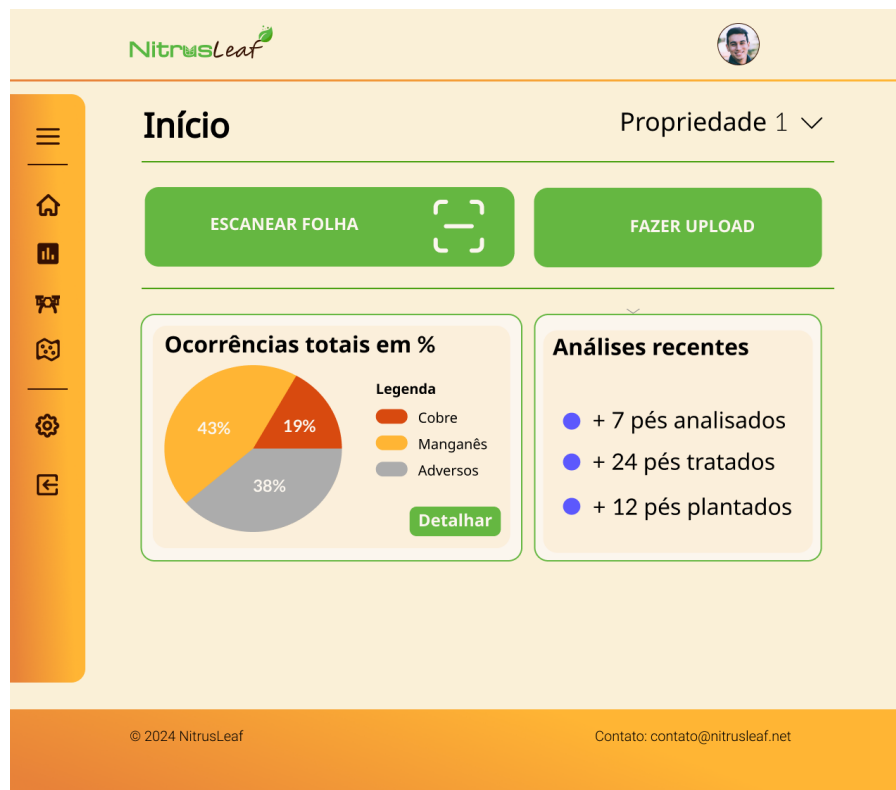 NitrusLeaf
Início
Propriedade 1
ESCANEAR FOLHA
FAZER UPLOAD
Ocorrências totais em %
Legenda
Cobre
Manganês
Adversos
43%
19%
38%
Detalhar
Análises recentes
+ 7 pés analisados
+ 24 pés tratados
+ 12 pés plantados
© 2024 NitrusLeaf
Contato: contato@nitrusleaf.net